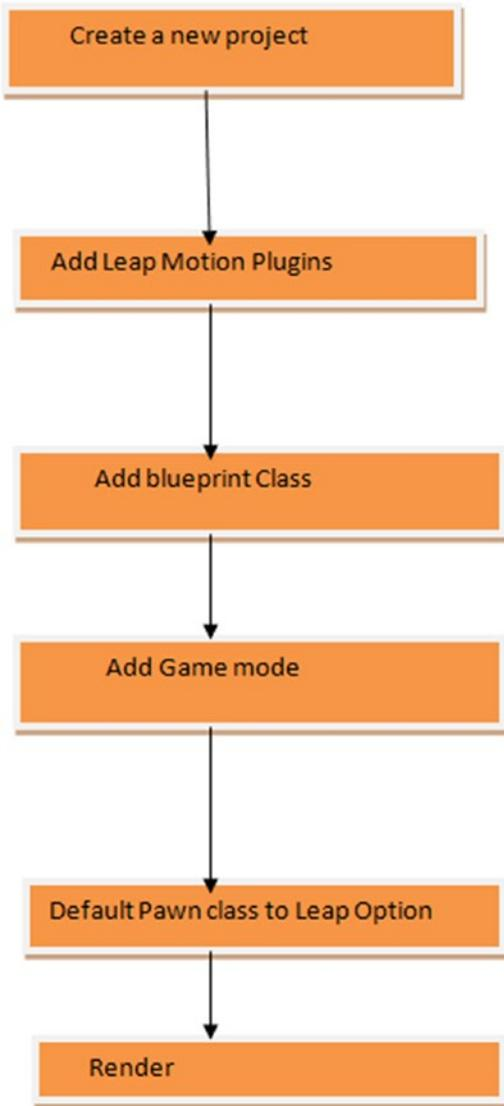 Create a new project
Add Leap Motion Plugins
Add blueprint Class
Add Game mode
Default Pawn class to Leap Option
Render